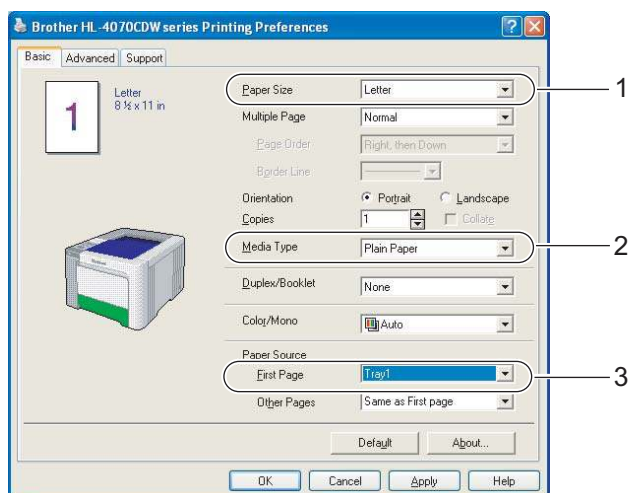 Brother HL-4070CDW series Printing Preferences
Basic Advanced Support
1
Letter
8 ½ x 11 in
Paper Size Letter 1
Multiple Page Normal
Page Order Right, then Down
Border Line
Orientation Portrait Landscape
Copies 1 Collate
Media Type Plain Paper 2
Duplex/Booklet None
Color/Mono Auto
Paper Source
First Page Tray1 3
Other Pages Same as First page
Default About...
OK Cancel Apply Help